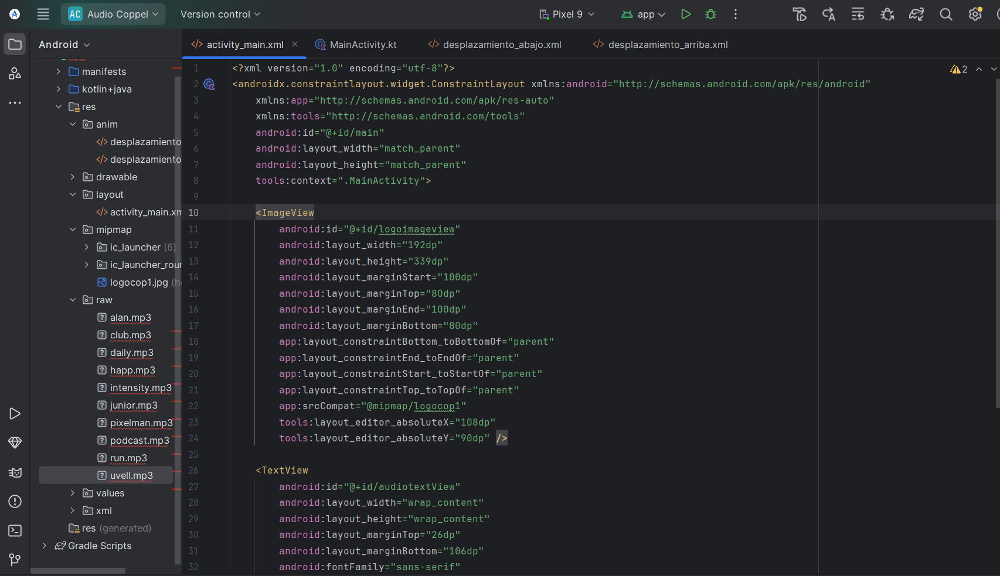 AC Audio Coppel Version control Pixel 9 app
Android activity_main.xml MainActivity.kt desplazamiento_abajo.xml desplazamiento_arriba.xml
manifests
kotlin+java
res
anim
desplazamiento
desplazamiento
drawable
layout
activity_main.xm
mipmap
ic_launcher (6)
ic_launcher_rou
logocop1.jpg (h
raw
alan.mp3
club.mp3
daily.mp3
happ.mp3
intensity.mp3
junior.mp3
pixelman.mp3
podcast.mp3
run.mp3
uvell.mp3
values
xml
res (generated)
Gradle Scripts
2
1 <?xml version="1.0" encoding="utf-8"?>
2 <androidx.constraintlayout.widget.ConstraintLayout xmlns:android="http://schemas.android.com/apk/res/android"
3 xmlns:app="http://schemas.android.com/apk/res-auto"
4 xmlns:tools="http://schemas.android.com/tools"
5 android:id="@+id/main"
6 android:layout_width="match_parent"
7 android:layout_height="match_parent"
8 tools:context=".MainActivity">
9
10 <ImageView
11 android:id="@+id/logoimageview"
12 android:layout_width="192dp"
13 android:layout_height="339dp"
14 android:layout_marginStart="100dp"
15 android:layout_marginTop="80dp"
16 android:layout_marginEnd="100dp"
17 android:layout_marginBottom="80dp"
18 app:layout_constraintBottom_toBottomOf="parent"
19 app:layout_constraintEnd_toEndOf="parent"
20 app:layout_constraintStart_toStartOf="parent"
21 app:layout_constraintTop_toTopOf="parent"
22 app:srcCompat="@mipmap/logocop1"
23 tools:layout_editor_absoluteX="108dp"
24 tools:layout_editor_absoluteY="90dp" />
25
26 <TextView
27 android:id="@+id/audiotextView"
28 android:layout_width="wrap_content"
29 android:layout_height="wrap_content"
30 android:layout_marginTop="26dp"
31 android:layout_marginBottom="106dp"
32 android:fontFamily="sans-serif"